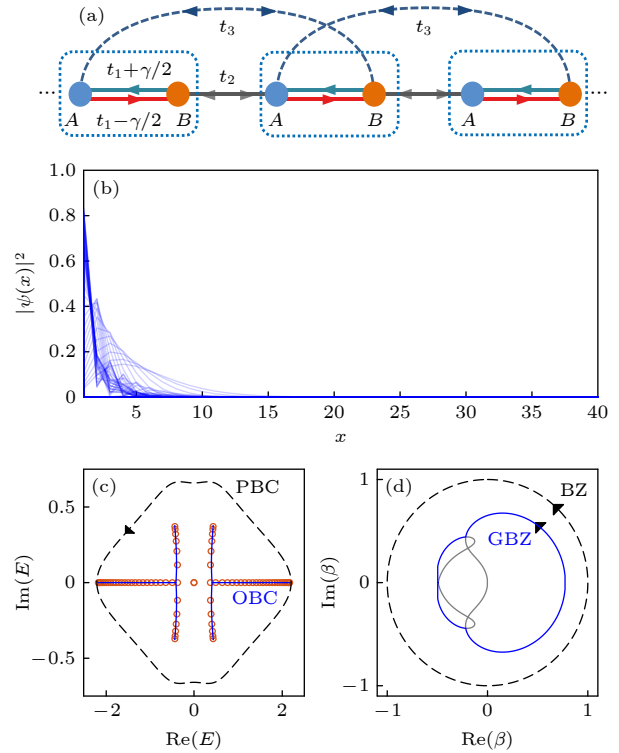 (a)
t₃ t₃
t₁+γ/2 t₂
··· ···
A t₁−γ/2 B A B A B
1.0 (b)
0.8
0.6
0.4
0.2
0
|ψ(x)|²
5 10 15 20 25 30 35 40
x
(c) PBC
0.5
0
−0.5
Im(E)
OBC
−2 0 2
Re(E)
(d) BZ
1
0
−1
Im(β)
GBZ
−1 0 1
Re(β)